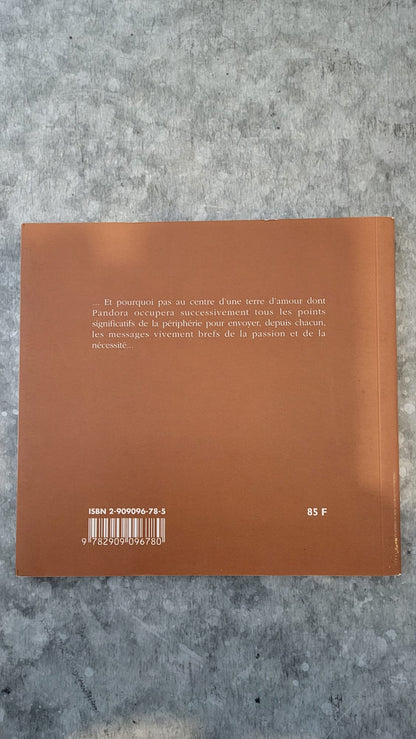 ... Et pourquoi pas au centre d'une terre d'amour dont
Pandora occupera successivement tous les points
significatifs de la périphérie pour envoyer, depuis chacun,
les messages vivement brefs de la passion et de la
nécessité...
ISBN 2-909096-78-5
85 F
9 782909 096780